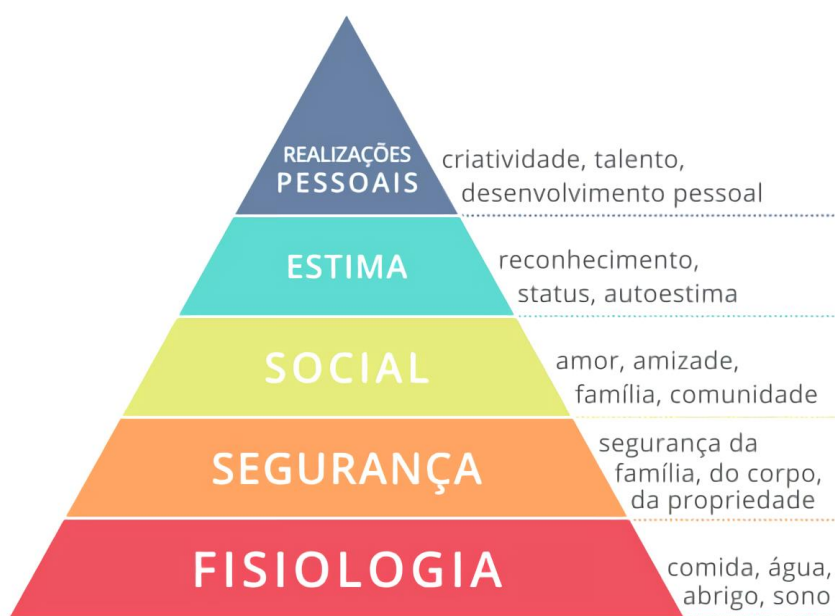 REALIZAÇÕES
PESSOAIS
criatividade, talento,
desenvolvimento pessoal
ESTIMA
reconhecimento,
status, autoestima
SOCIAL
amor, amizade,
família, comunidade
SEGURANÇA
segurança da
família, do corpo,
da propriedade
FISIOLOGIA
comida, água,
abrigo, sono